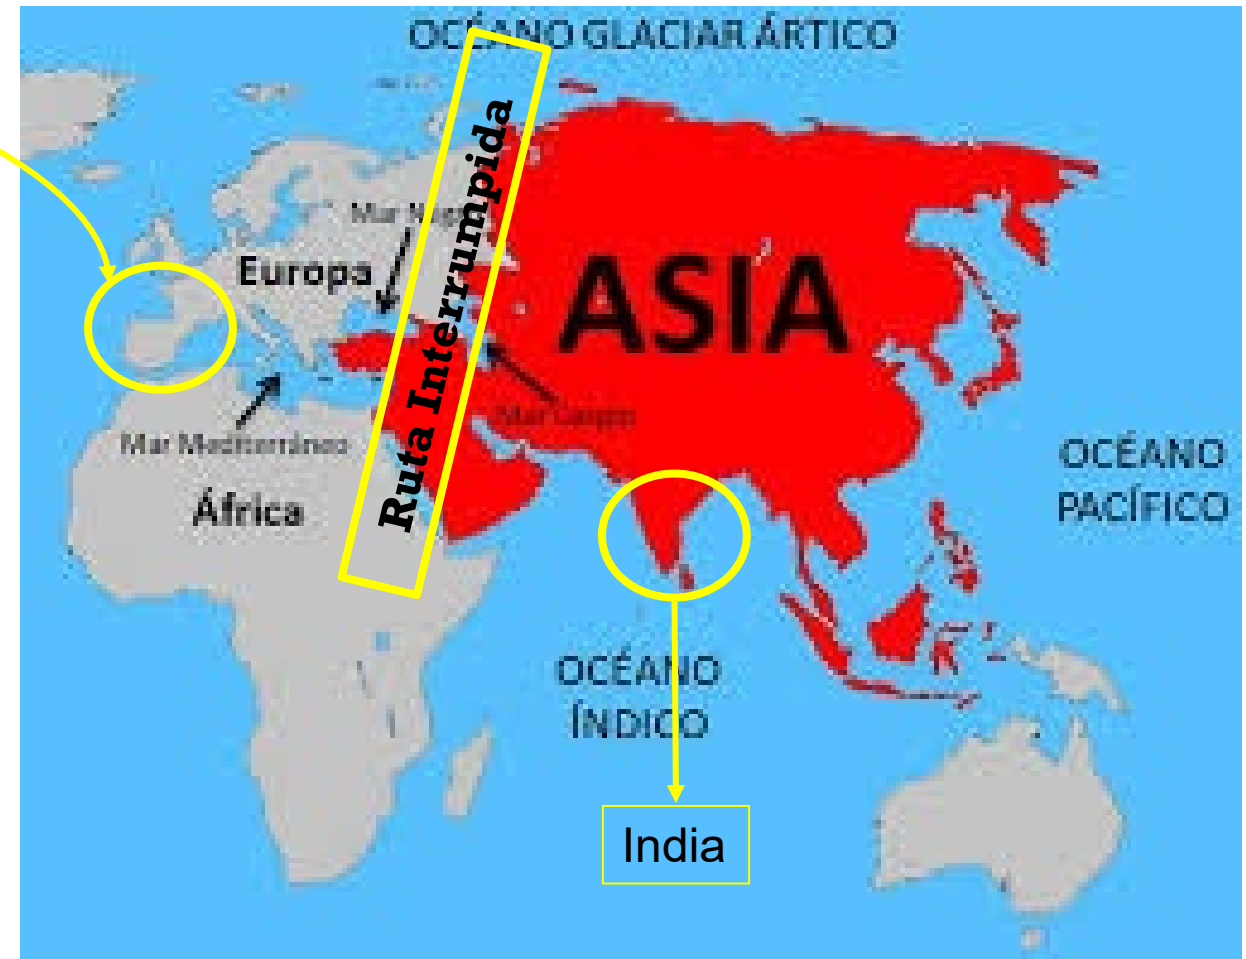 OCÉANO GLACIAR ÁRTICO
Ruta Interrumpida
Mar Negro
Europa
ASIA
Mar Caspio
Mar Mediterráneo
África
OCÉANO
PACÍFICO
OCÉANO
ÍNDICO
India